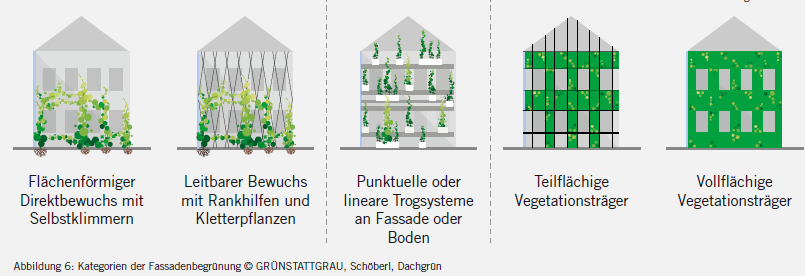 Flächenförmiger
Direktbewuchs mit
Selbstklimmern
Leitbarer Bewuchs
mit Rankhilfen und
Kletterpflanzen
Punktuelle oder
lineare Trogsysteme
an Fassade oder
Boden
Teilflächige
Vegetationsträger
Vollflächige
Vegetationsträger
Abbildung 6: Kategorien der Fassadenbegrünung © GRÜNSTATTGRAU, Schöberl, Dachgrün